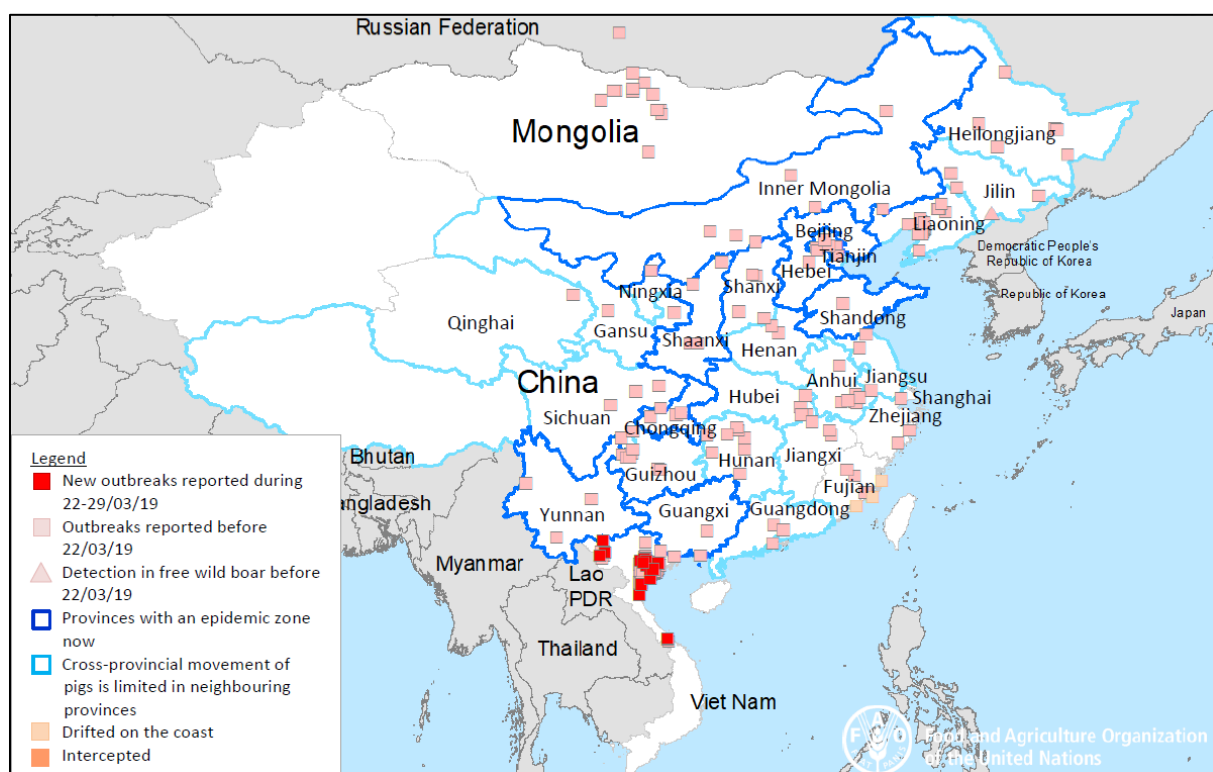 Russian Federation
Mongolia
Heilongjiang
Inner Mongolia
Jilin
Beijing
Liaoning
Tianjin
Democratic People's
Republic of Korea
Hebei
Ningxia
Shanxi
Republic of Korea
Qinghai
Gansu
Shandong
Japan
Shaanxi
Henan
China
Anhui
Jiangsu
Hubei
Shanghai
Sichuan
Zhejiang
Chongqing
Bhutan
Hunan
Jiangxi
Guizhou
Fujian
angladesh
Yunnan
Guangxi
Guangdong
Myanmar
Lao
PDR
Thailand
Viet Nam
Legend
New outbreaks reported during
22-29/03/19
Outbreaks reported before
22/03/19
Detection in free wild boar before
22/03/19
Provinces with an epidemic zone
now
Cross-provincial movement of
pigs is limited in neighbouring
provinces
Drifted on the coast
Intercepted
F A O
FIAT PANIS
Food and Agriculture Organization
of the United Nations